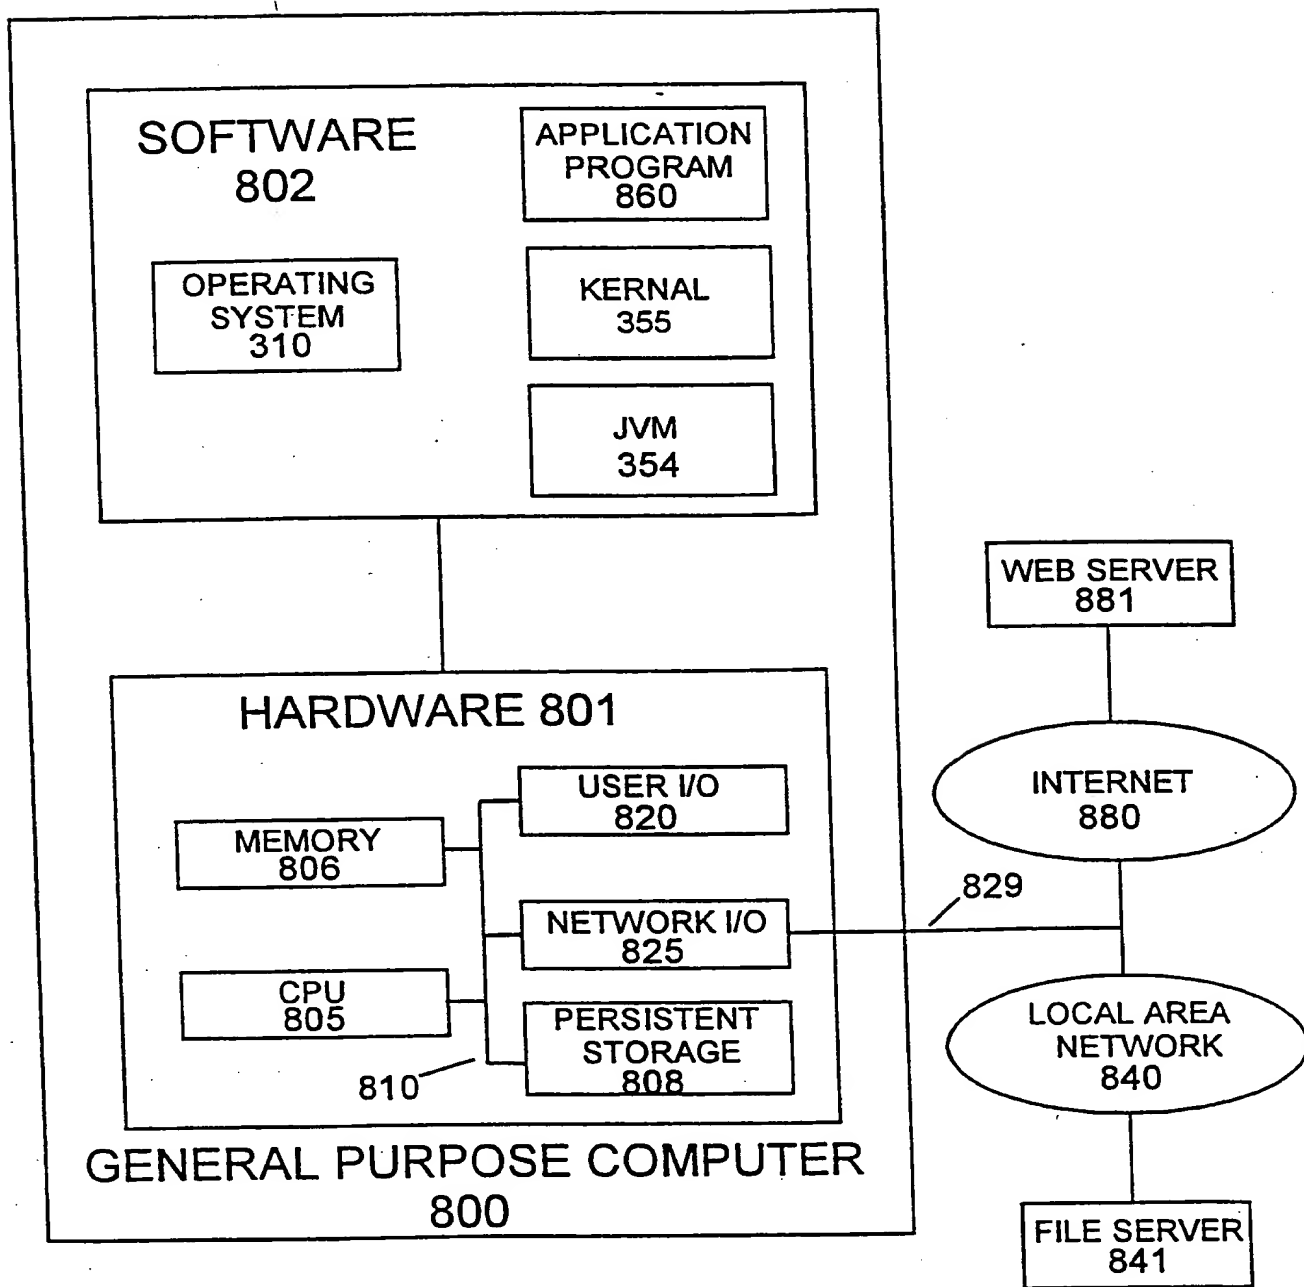 SOFTWARE
802
APPLICATION
PROGRAM
860
OPERATING
SYSTEM
310
KERNAL
355
JVM
354
WEB SERVER
881
HARDWARE 801
USER I/O
820
MEMORY
806
INTERNET
880
829
NETWORK I/O
825
CPU
805
PERSISTENT
STORAGE
808
810
LOCAL AREA
NETWORK
840
GENERAL PURPOSE COMPUTER
800
FILE SERVER
841